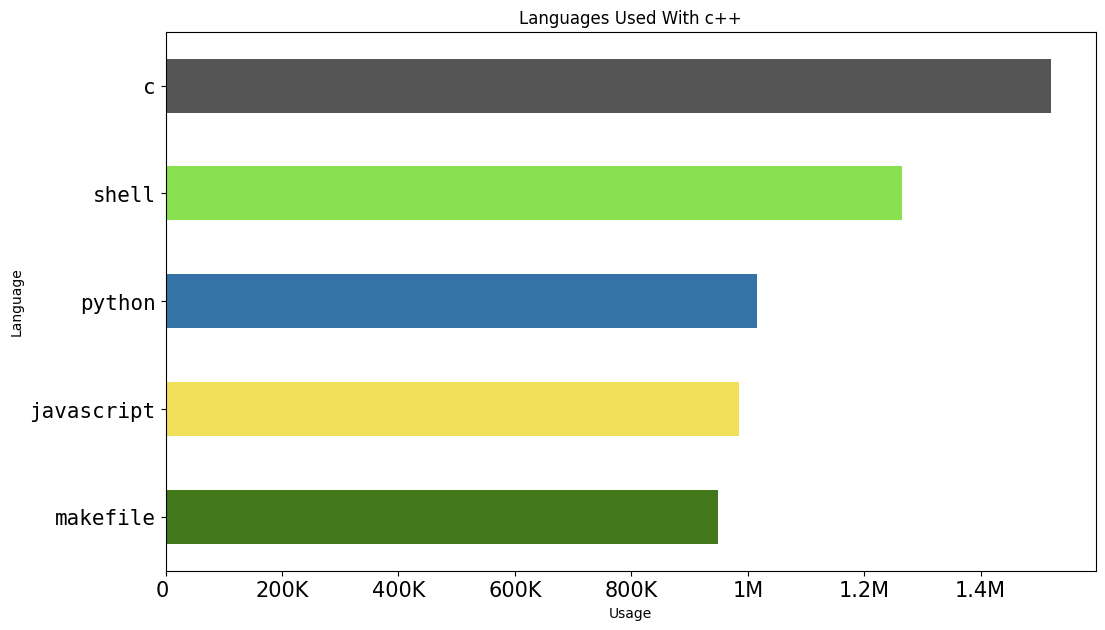 Languages Used With c++
Language
c
shell
python
javascript
makefile
0 200K 400K 600K 800K 1M 1.2M 1.4M
Usage